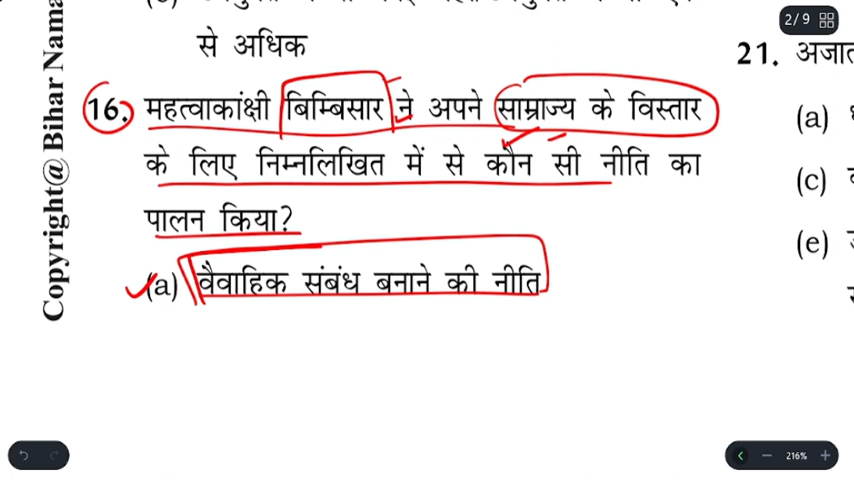 से अधिक
16. महत्वाकांक्षी बिम्बिसार ने अपने साम्राज्य के विस्तार
के लिए निम्नलिखित में से कौन सी नीति का
पालन किया?
(a) वैवाहिक संबंध बनाने की नीति
21. अजात
(a)
(c)
(e)
Copyright@ Bihar Nama
2/9
216%